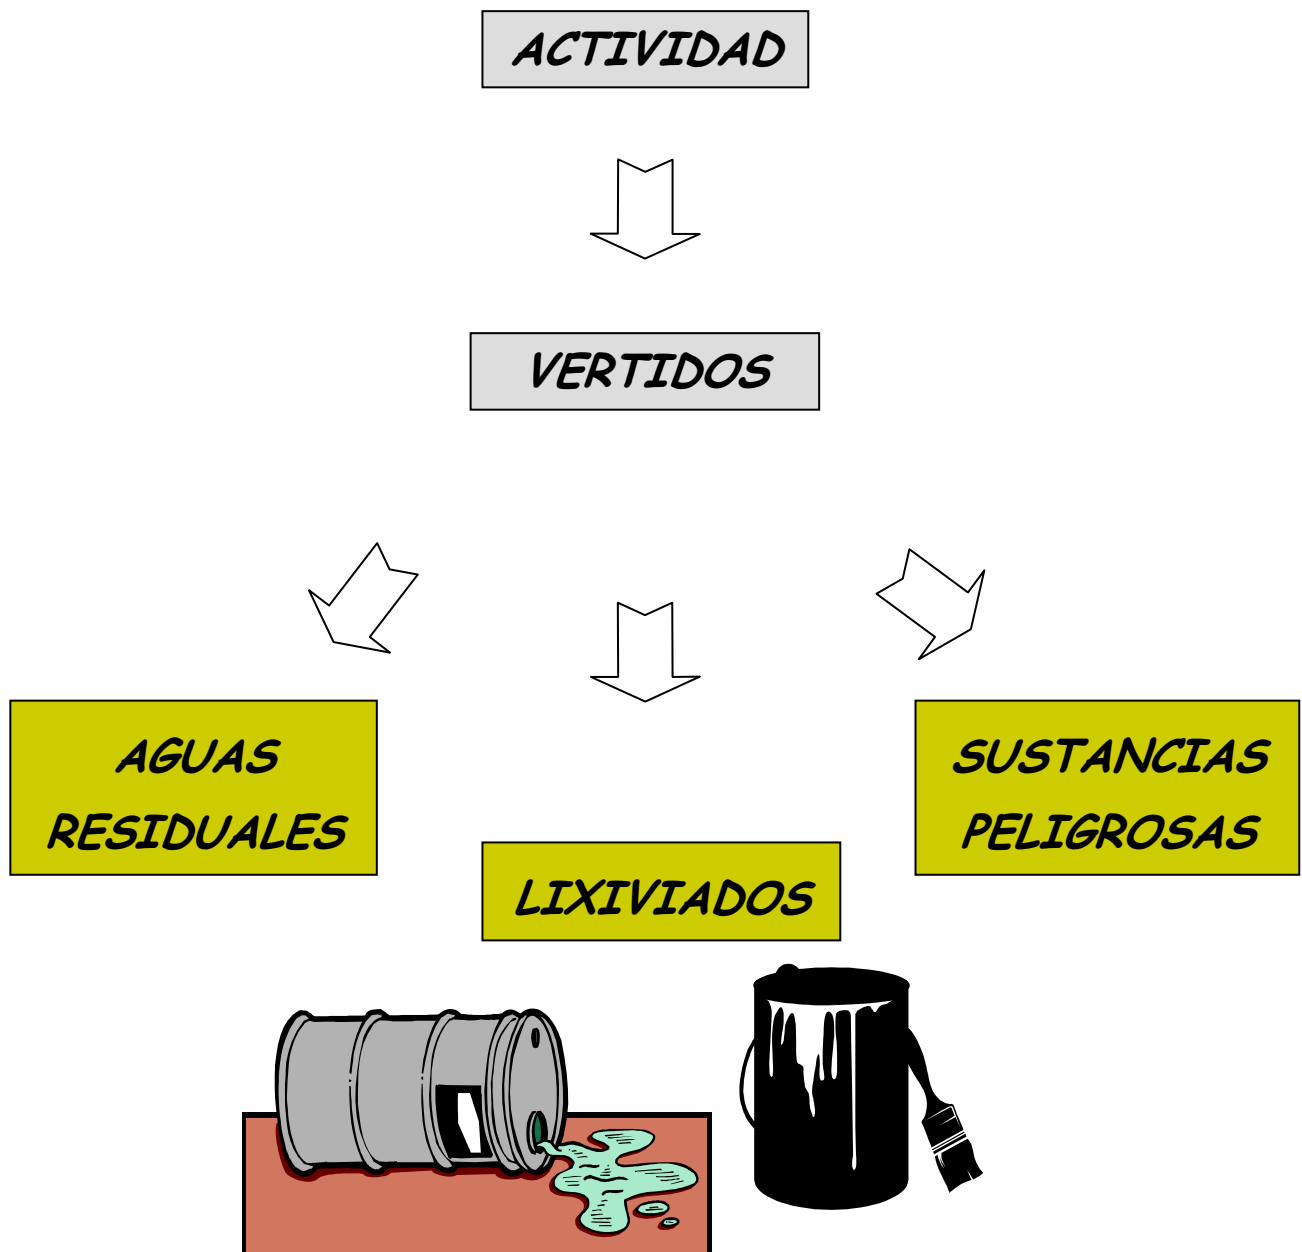 ACTIVIDAD
VERTIDOS
AGUAS
RESIDUALES
LIXIVIADOS
SUSTANCIAS
PELIGROSAS